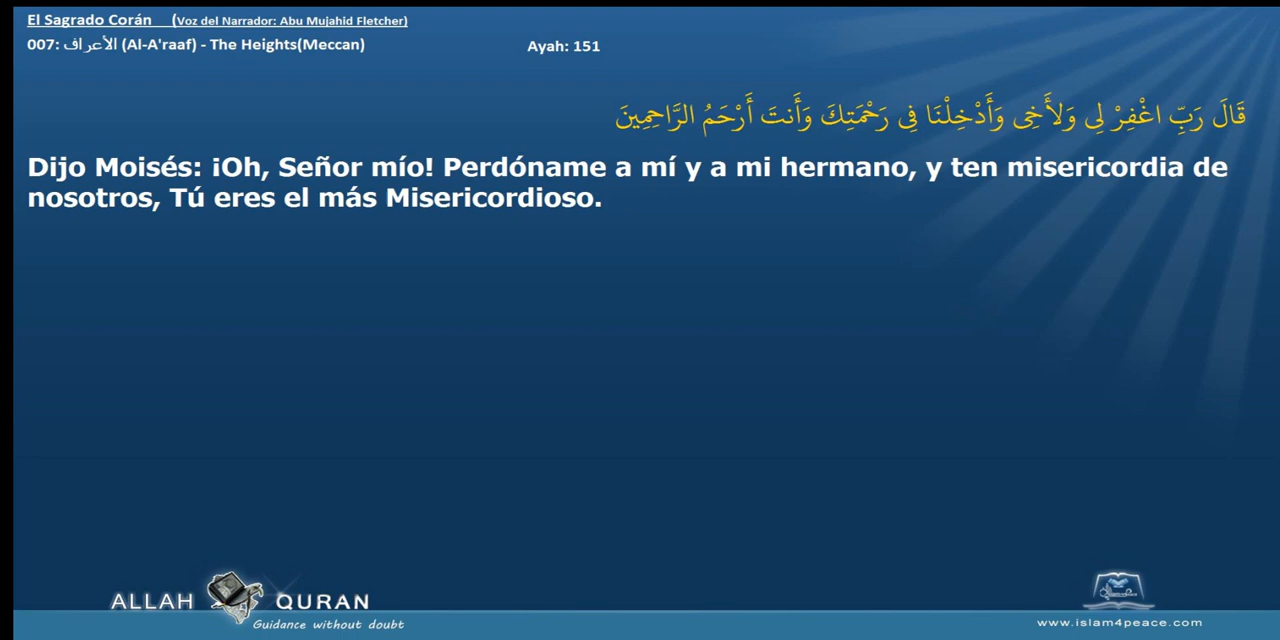 El Sagrado Corán (Voz del Narrador: Abu Mujahid Fletcher)
007: الأعراف (Al-A'raaf) - The Heights(Meccan) Ayah: 151
قَالَ رَبِّ اغْفِرْ لِى وَلأَخِى وَأَدْخِلْنَا فِى رَحْمَتِكَ وَأَنتَ أَرْحَمُ الرَّاحِمِينَ
Dijo Moisés: ¡Oh, Señor mío! Perdóname a mí y a mi hermano, y ten misericordia de
nosotros, Tú eres el más Misericordioso.
ALLAH QURAN
Guidance without doubt
www.islam4peace.com